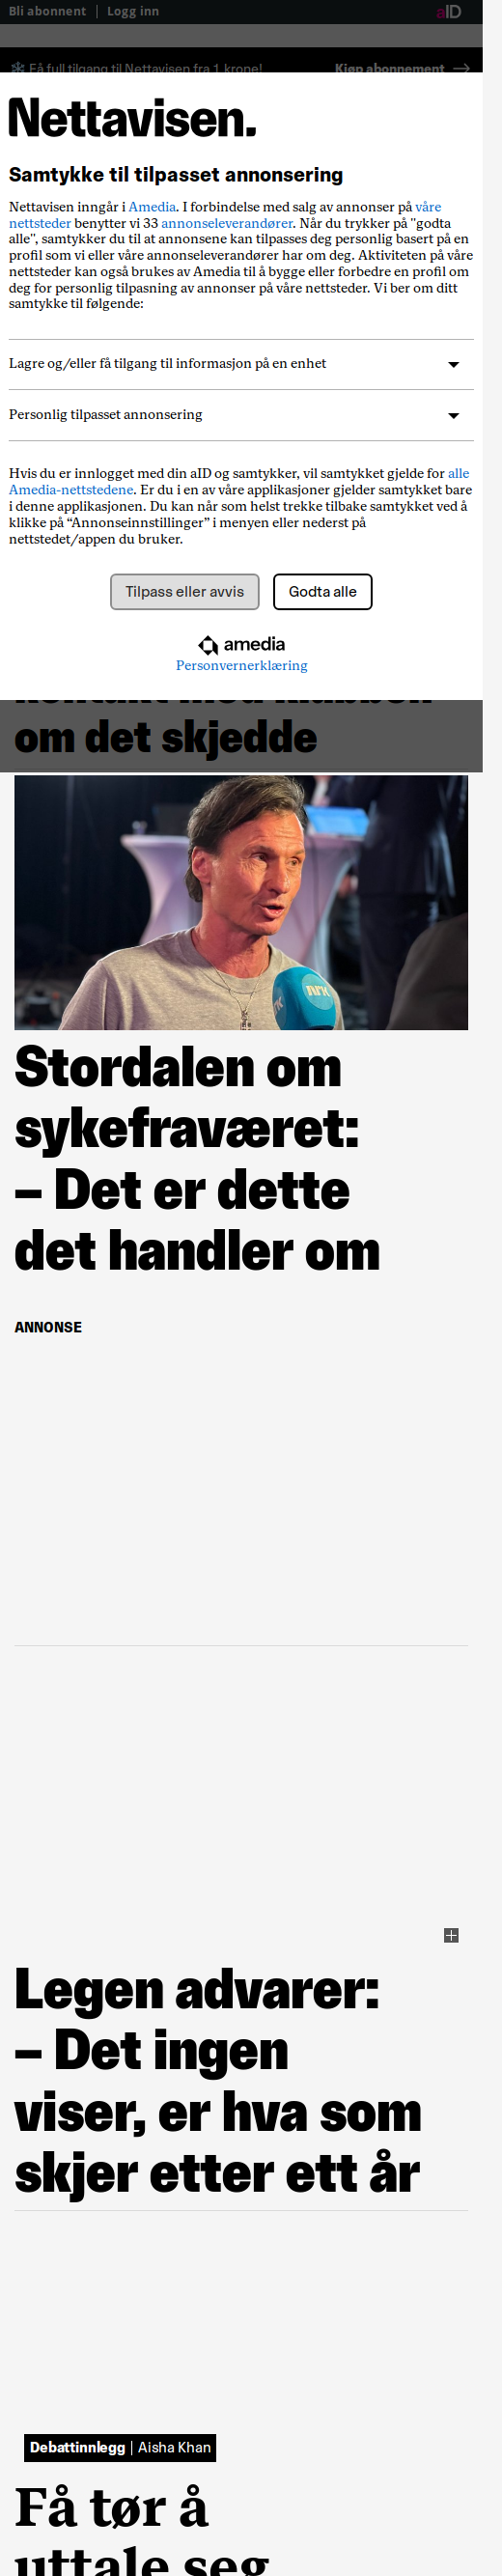 Bli abonnent | Logg inn
aID
Få full tilgang til Nettavisen fra 1 krone!
Kjøp abonnement
Nettavisen.
Samtykke til tilpasset annonsering
Nettavisen inngår i Amedia. I forbindelse med salg av annonser på våre
nettsteder benytter vi 33 annonseleverandører. Når du trykker på "godta
alle", samtykker du til at annonsene kan tilpasses deg personlig basert på en
profil som vi eller våre annonseleverandører har om deg. Aktiviteten på våre
nettsteder kan også brukes av Amedia til å bygge eller forbedre en profil om
deg for personlig tilpasning av annonser på våre nettsteder. Vi ber om ditt
samtykke til følgende:
Lagre og/eller få tilgang til informasjon på en enhet
Personlig tilpasset annonsering
Hvis du er innlogget med din aID og samtykker, vil samtykket gjelde for alle
Amedia-nettstedene. Er du i en av våre applikasjoner gjelder samtykket bare
i denne applikasjonen. Du kan når som helst trekke tilbake samtykket ved å
klikke på “Annonseinnstillinger” i menyen eller nederst på
nettstedet/appen du bruker.
Tilpass eller avvis
Godta alle
amedia
Personvernerklæring
om det skjedde
nrk
Stordalen om
sykefraværet:
– Det er dette
det handler om
ANNONSE
Legen advarer:
– Det ingen
viser, er hva som
skjer etter ett år
Debattinnlegg | Aisha Khan
Få tør å
uttale seg